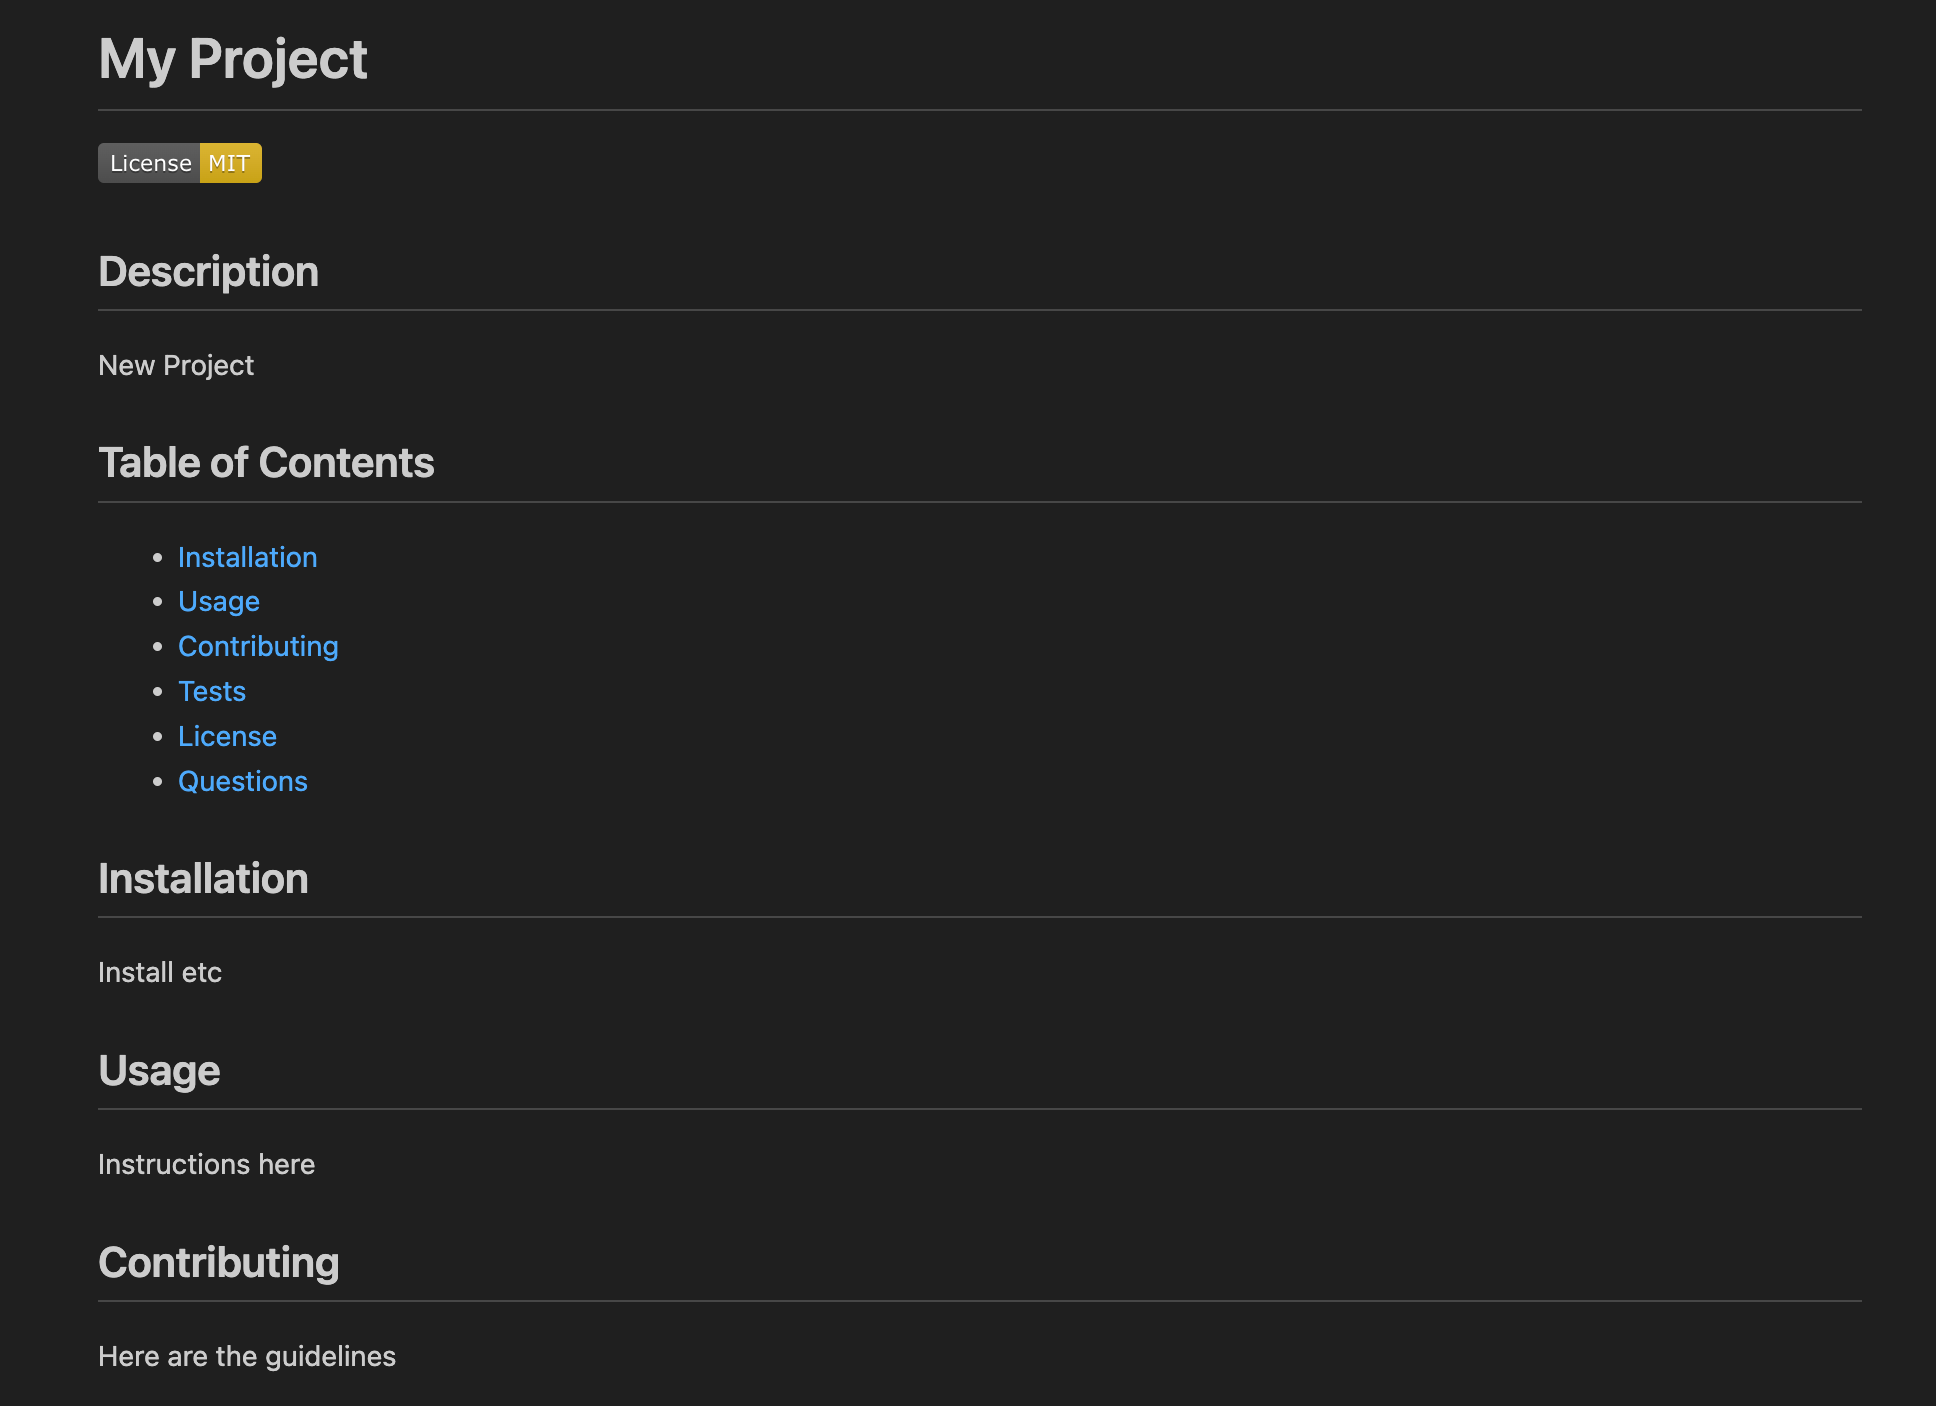 My Project
License MIT
Description
New Project
Table of Contents
• Installation
• Usage
• Contributing
• Tests
• License
• Questions
Installation
Install etc
Usage
Instructions here
Contributing
Here are the guidelines